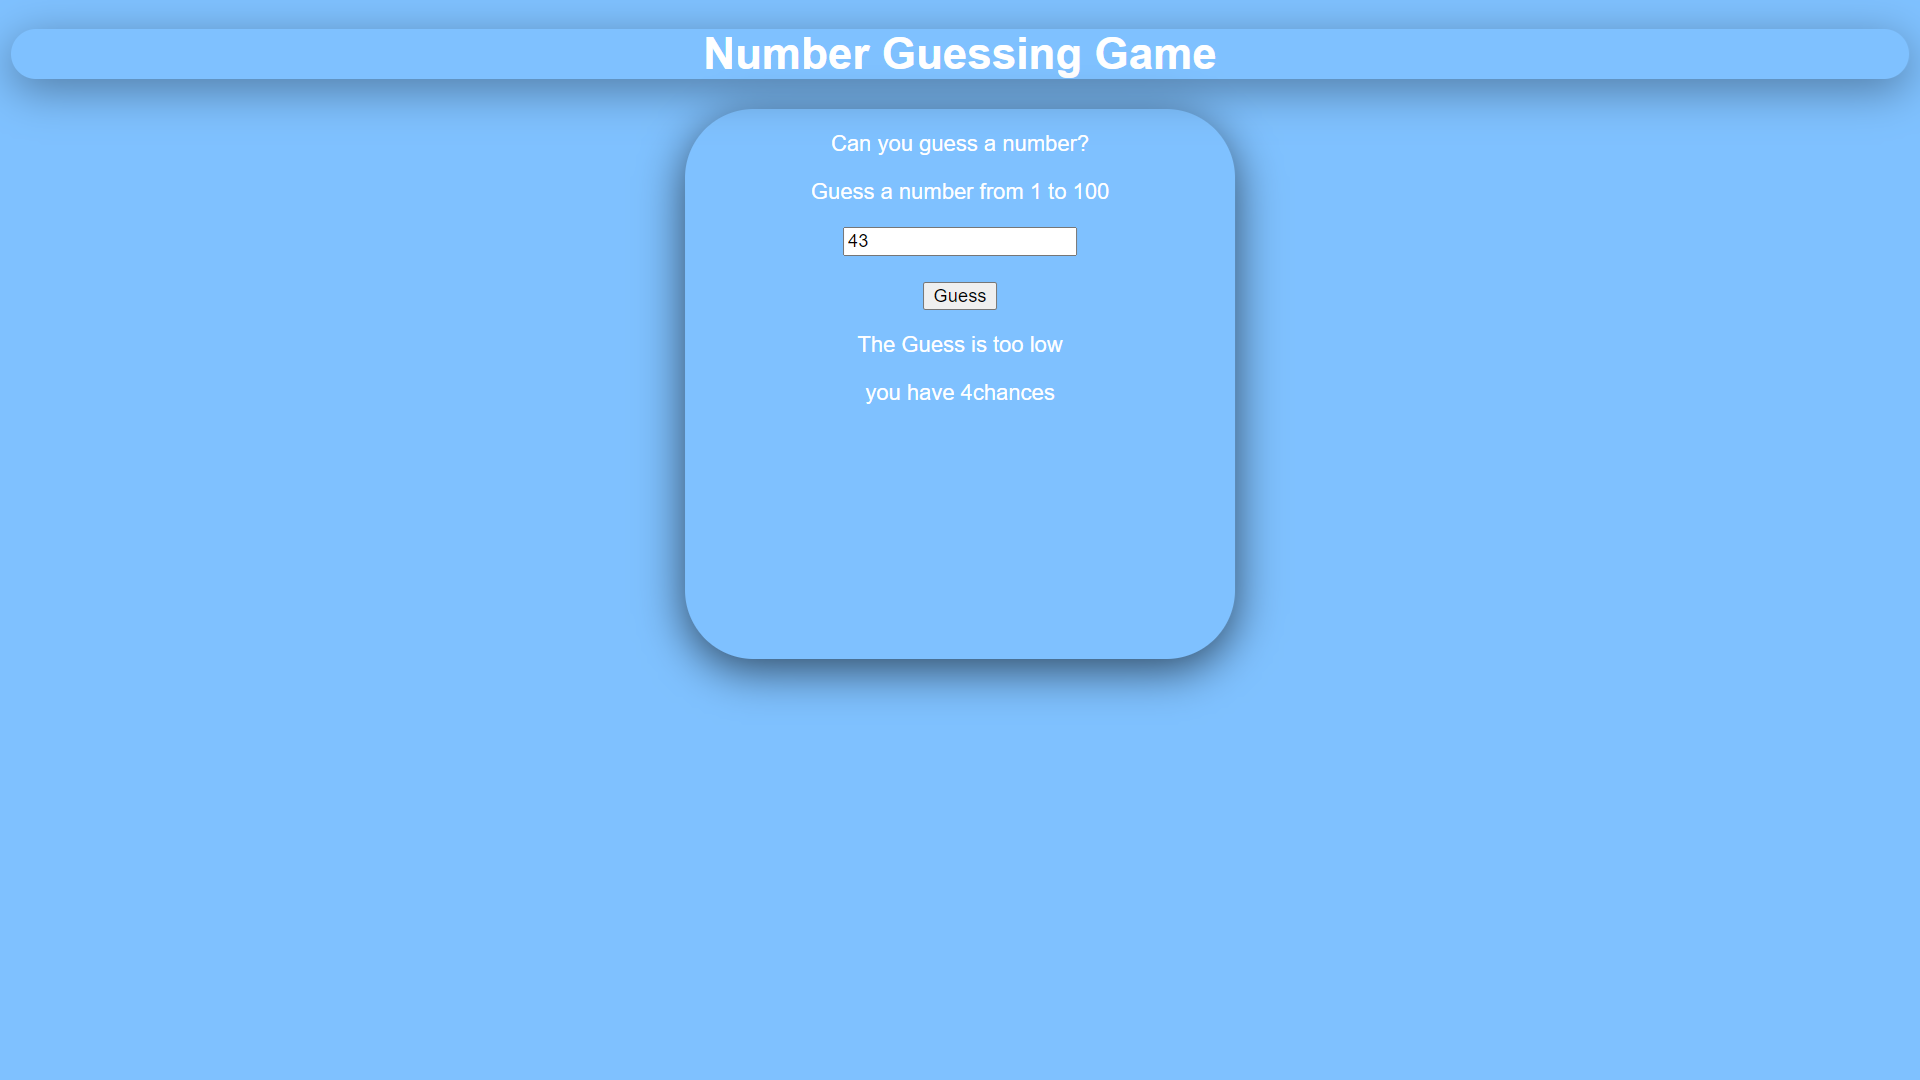 Number Guessing Game
Can you guess a number?
Guess a number from 1 to 100
43
Guess
The Guess is too low
you have 4chances